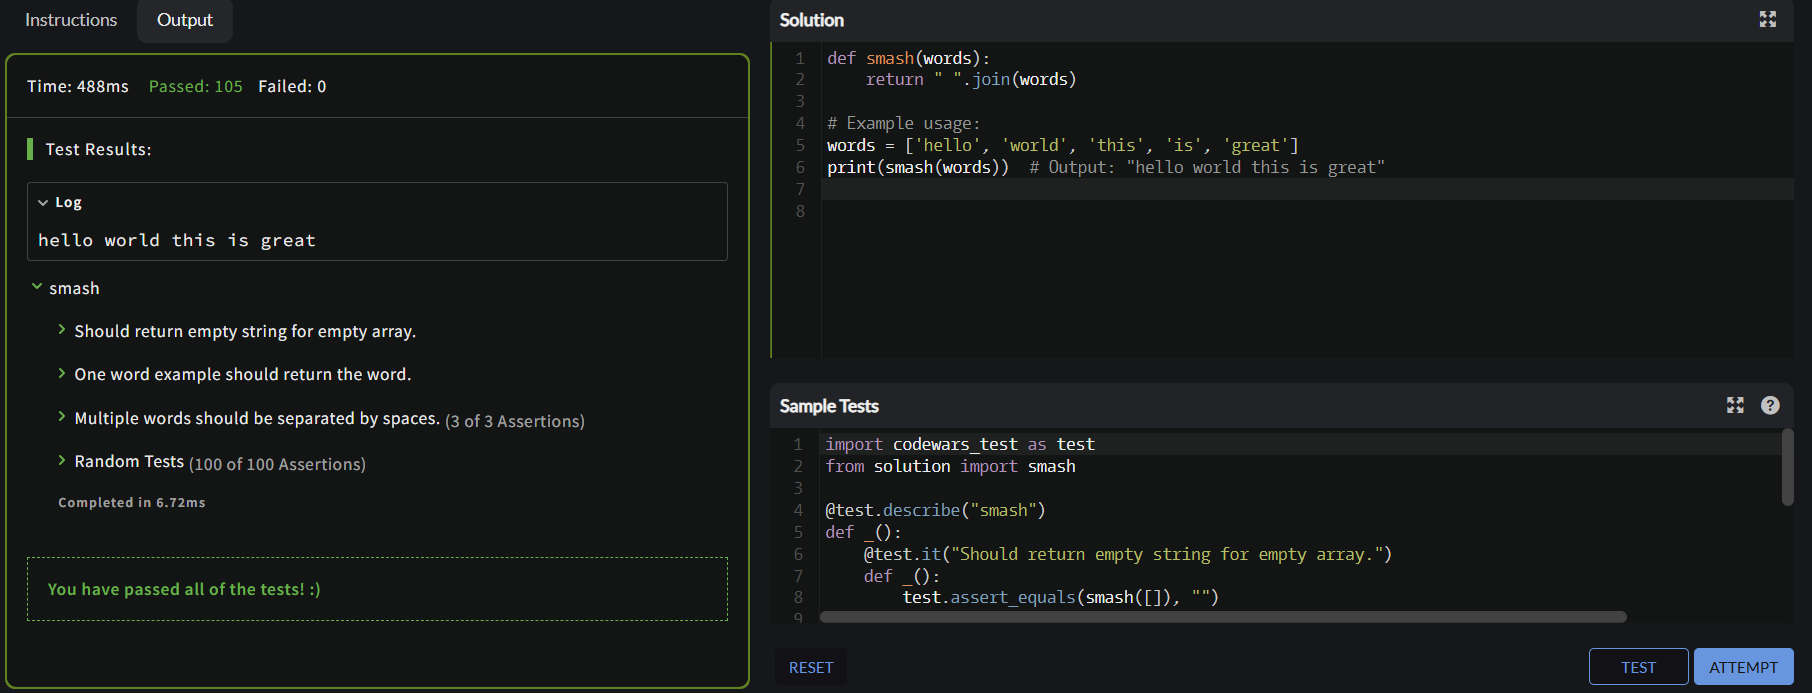 Instructions
Output
Time: 488ms Passed: 105 Failed: 0
Test Results:
Log
hello world this is great
smash
Should return empty string for empty array.
One word example should return the word.
Multiple words should be separated by spaces. (3 of 3 Assertions)
Random Tests (100 of 100 Assertions)
Completed in 6.72ms
You have passed all of the tests! :)
Solution
1 def smash(words):
2     return " ".join(words)
3
4 # Example usage:
5 words = ['hello', 'world', 'this', 'is', 'great']
6 print(smash(words))  # Output: "hello world this is great"
7
8
Sample Tests
?
1 import codewars_test as test
2 from solution import smash
3
4 @test.describe("smash")
5 def _():
6     @test.it("Should return empty string for empty array.")
7     def _():
8         test.assert_equals(smash([]), "")
9
RESET
TEST
ATTEMPT